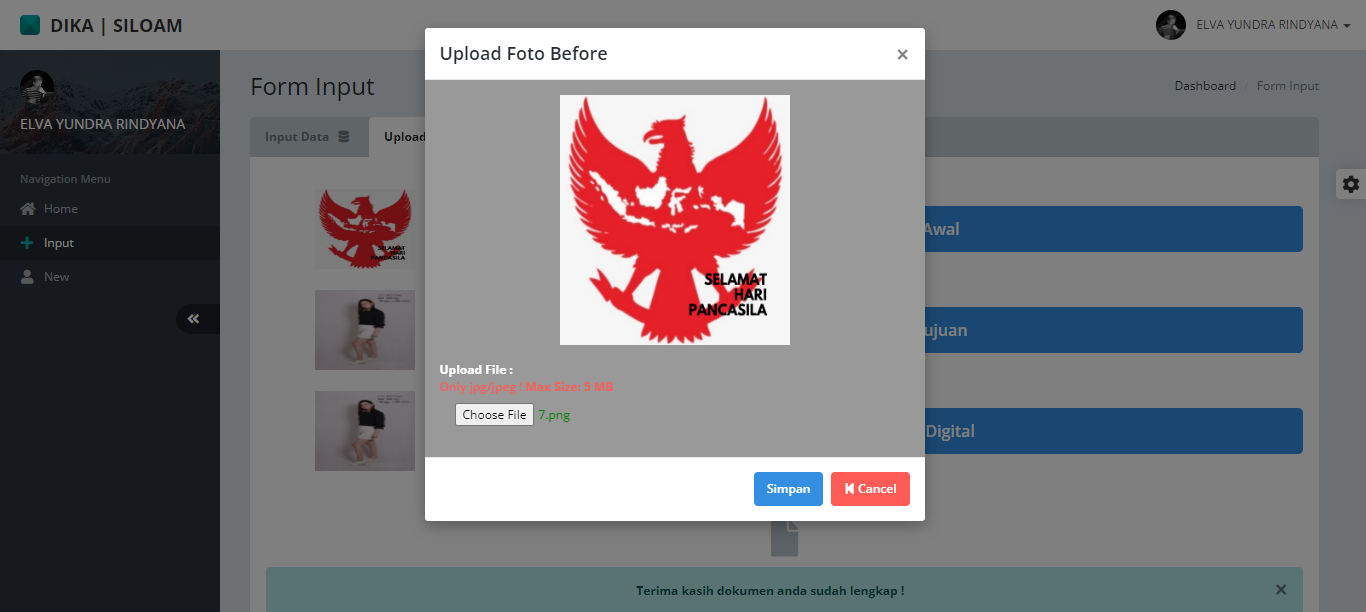 DIKA | SILOAM
ELVA YUNDRA RINDYANA
ELVA YUNDRA RINDYANA
Navigation Menu
Home
Input
New
Form Input
Dashboard / Form Input
Input Data
Upload
Upload Foto Before
×
SELAMAT
HARI
PANCASILA
SELAMAT
HARI
PANCASILA
Upload File :
Only jpg/jpeg ! Max Size: 5 MB
Choose File 7.png
Simpan
Cancel
Awal
ujuan
Digital
Terima kasih dokumen anda sudah lengkap !
×